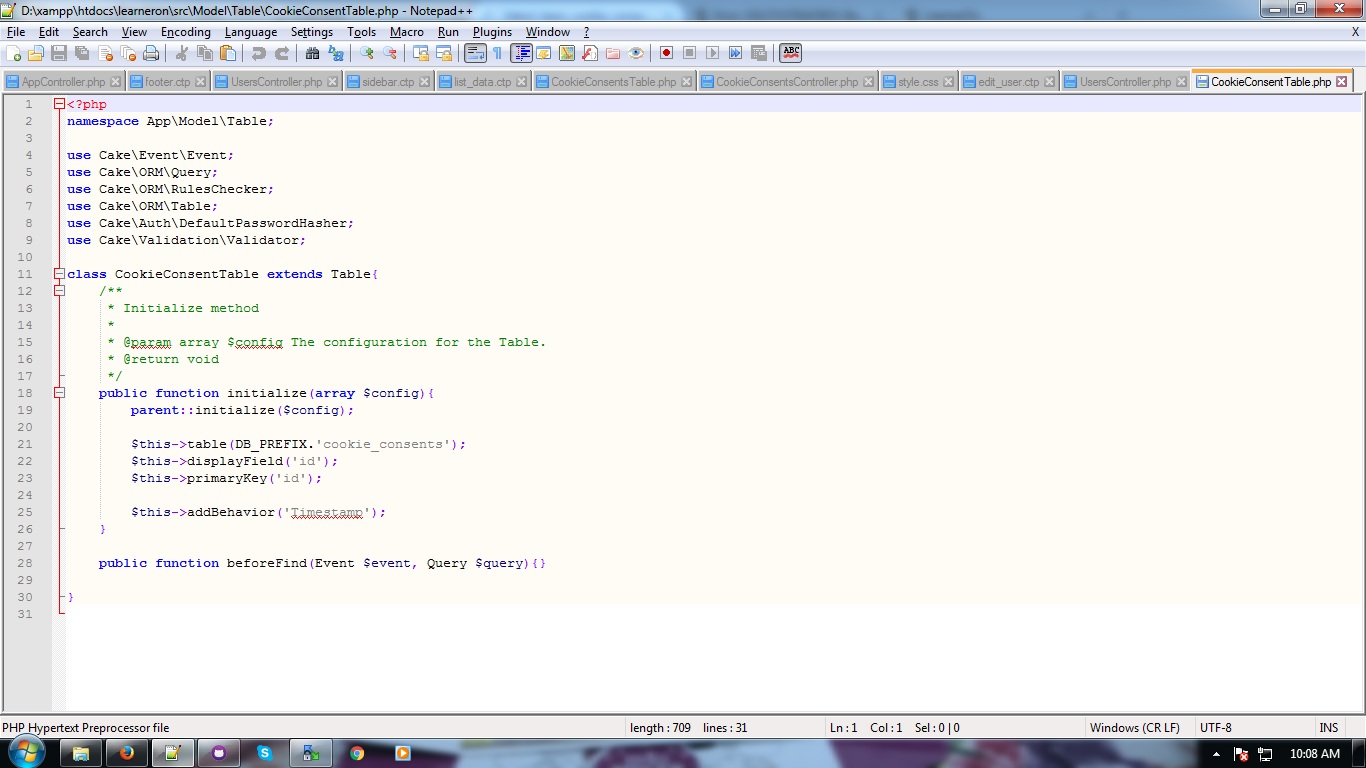 D:\xampp\htdocs\learneron\src\Model\Table\CookieConsentTable.php - Notepad++
File Edit Search View Encoding Language Settings Tools Macro Run Plugins Window ? X
ABC
AppController.php footer.ctp UsersController.php sidebar.ctp list_data.ctp CookieConsentsTable.php CookieConsentsController.php style.css edit_user.ctp UsersController.php CookieConsentTable.php
1 <?php
2 namespace App\Model\Table;
3
4 use Cake\Event\Event;
5 use Cake\ORM\Query;
6 use Cake\ORM\RulesChecker;
7 use Cake\ORM\Table;
8 use Cake\Auth\DefaultPasswordHasher;
9 use Cake\Validation\Validator;
10
11 class CookieConsentTable extends Table{
12 /**
13 * Initialize method
14 *
15 * @param array $config The configuration for the Table.
16 * @return void
17 */
18 public function initialize(array $config){
19 parent::initialize($config);
20
21 $this->table(DB_PREFIX.'cookie_consents');
22 $this->displayField('id');
23 $this->primaryKey('id');
24
25 $this->addBehavior('Timestamp');
26 }
27
28 public function beforeFind(Event $event, Query $query){}
29
30 }
31
PHP Hypertext Preprocessor file length : 709 lines : 31 Ln : 1 Col : 1 Sel : 0 | 0 Windows (CR LF) UTF-8 INS
10:08 AM